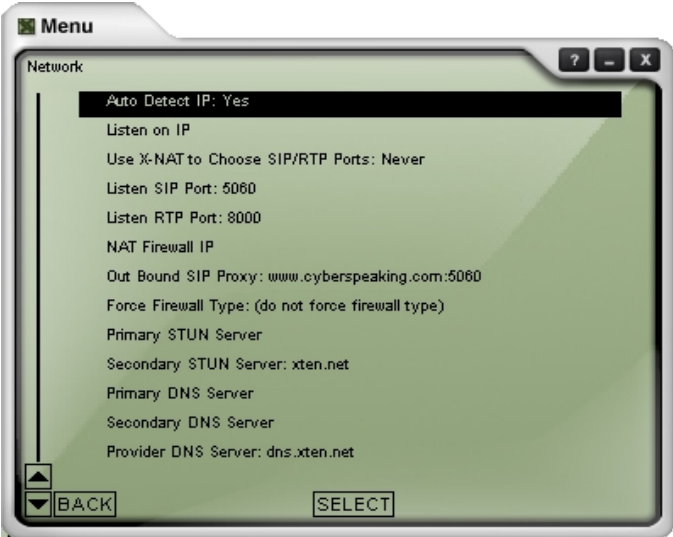 Menu
Network
? - X
Auto Detect IP: Yes
Listen on IP
Use X-NAT to Choose SIP/RTP Ports: Never
Listen SIP Port: 5060
Listen RTP Port: 8000
NAT Firewall IP
Out Bound SIP Proxy: www.cyberspeaking.com:5060
Force Firewall Type: (do not force firewall type)
Primary STUN Server
Secondary STUN Server: xten.net
Primary DNS Server
Secondary DNS Server
Provider DNS Server: dns.xten.net
BACK SELECT